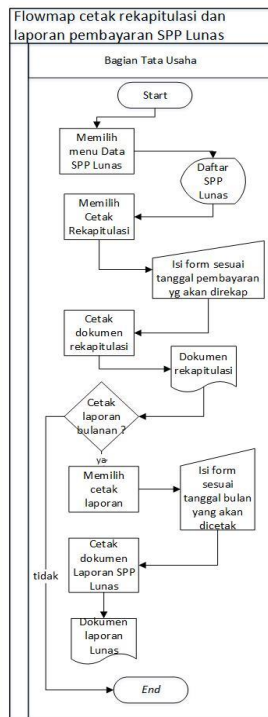 Flowmap cetak rekapitulasi dan
laporan pembayaran SPP Lunas
Bagian Tata Usaha
Start
Memilih
menu Data
SPP Lunas
Daftar
SPP
Lunas
Memilih
Cetak
Rekapitulasi
Isi form sesuai
tanggal pembayaran
yg akan direkap
Cetak
dokumen
rekapitulasi
Dokumen
rekapitulasi
Cetak
laporan
bulanan ?
ya
Memilih
cetak
laporan
Isi form
sesuai
tanggal bulan
yang akan
dicetak
Cetak
dokumen
Laporan SPP
Lunas
tidak
Dokumen
laporan
Lunas
End